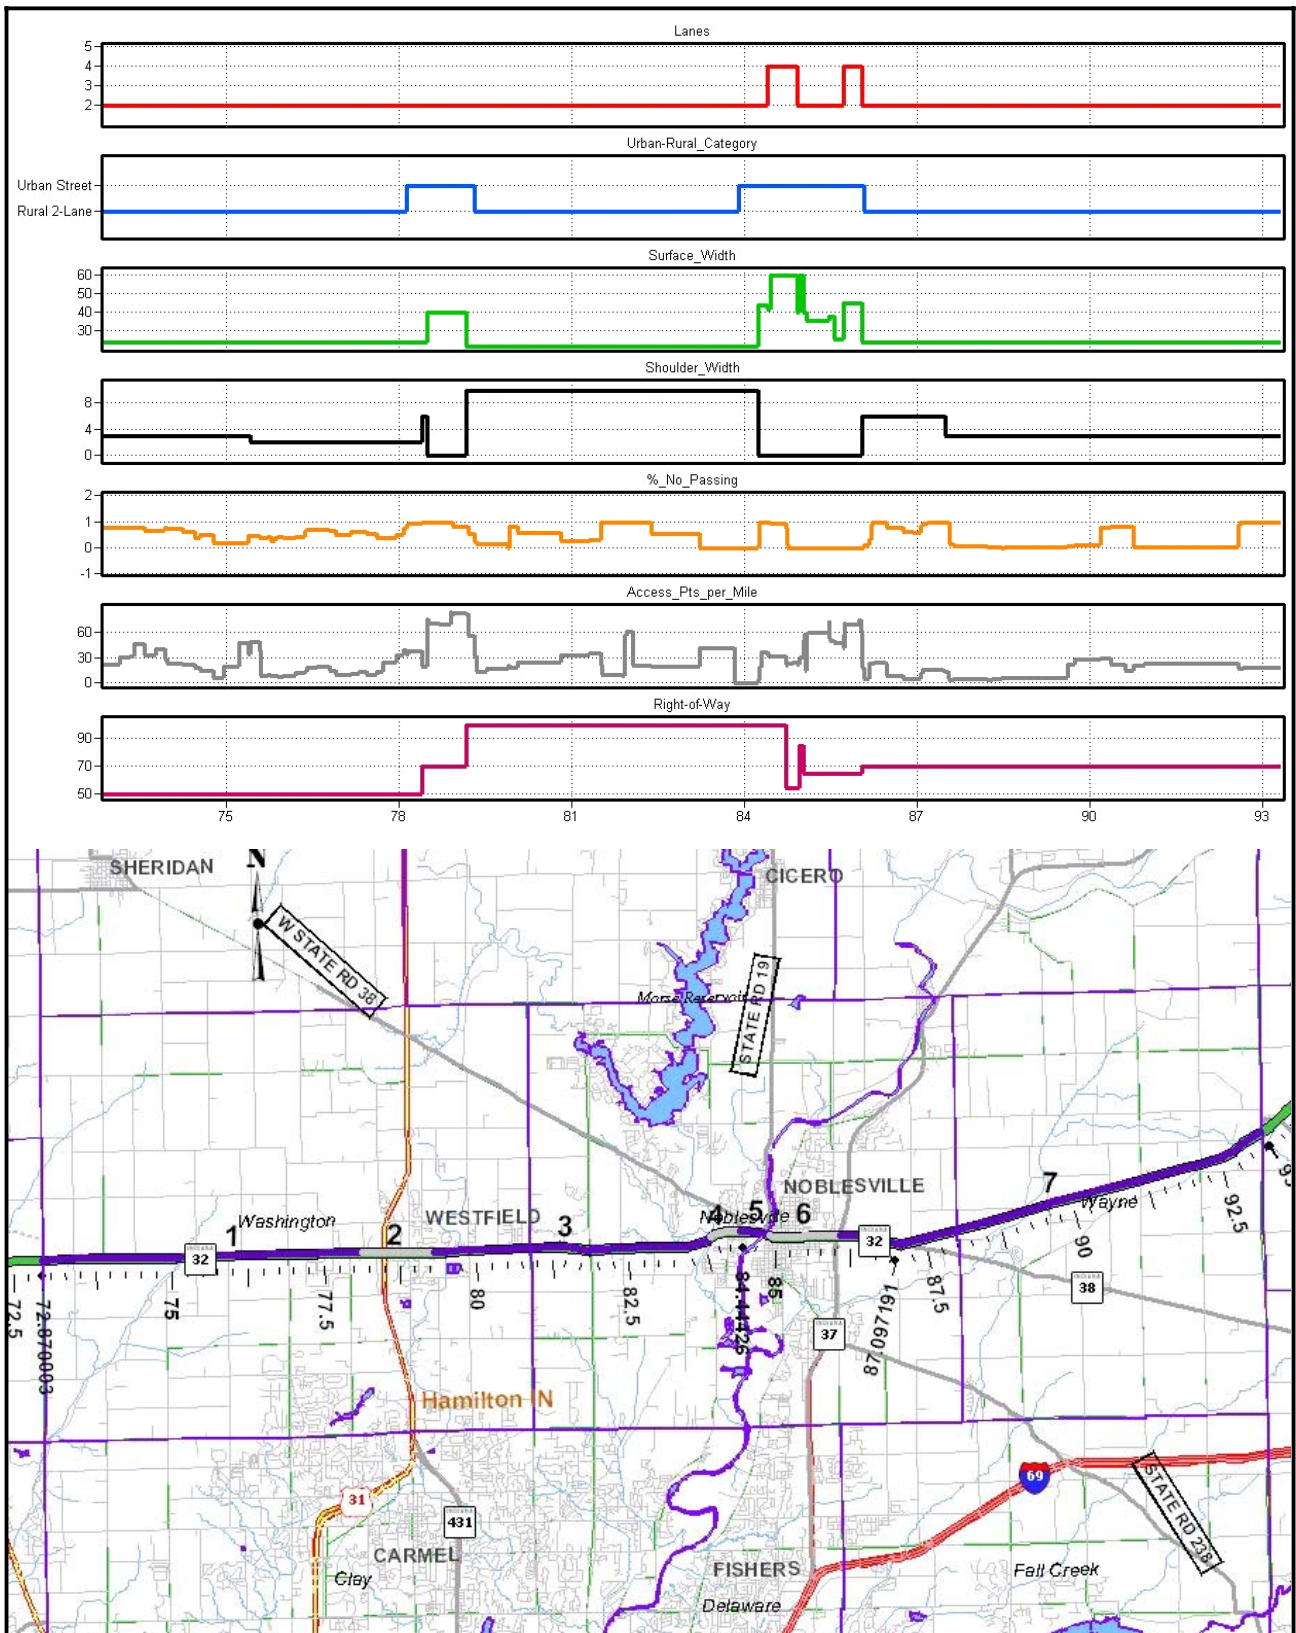 Lanes
5
4
3
2
Urban-Rural_Category
Urban Street
Rural 2-Lane
Surface_Width
60
50
40
30
Shoulder_Width
8
4
0
%_No_Passing
2
1
0
-1
Access_Pts_per_Mile
60
30
0
Right-of-Way
90
70
50
75 78 81 84 87 90 93
SHERIDAN
N
CICERO
W STATE RD 38
STATE RD 19
Morse Reservoir
NOBLESVILLE
7
Washington
WESTFIELD
Noblesville
Wayne
1
2
3
4
5
6
32
32
72.5
72.870003
75
77.5
80
82.5
84.44426
85
87.097191
87.5
90
92.5
38
37
Hamilton IN
31
431
69
STATE RD 238
CARMEL
Clay
FISHERS
Delaware
Fall Creek